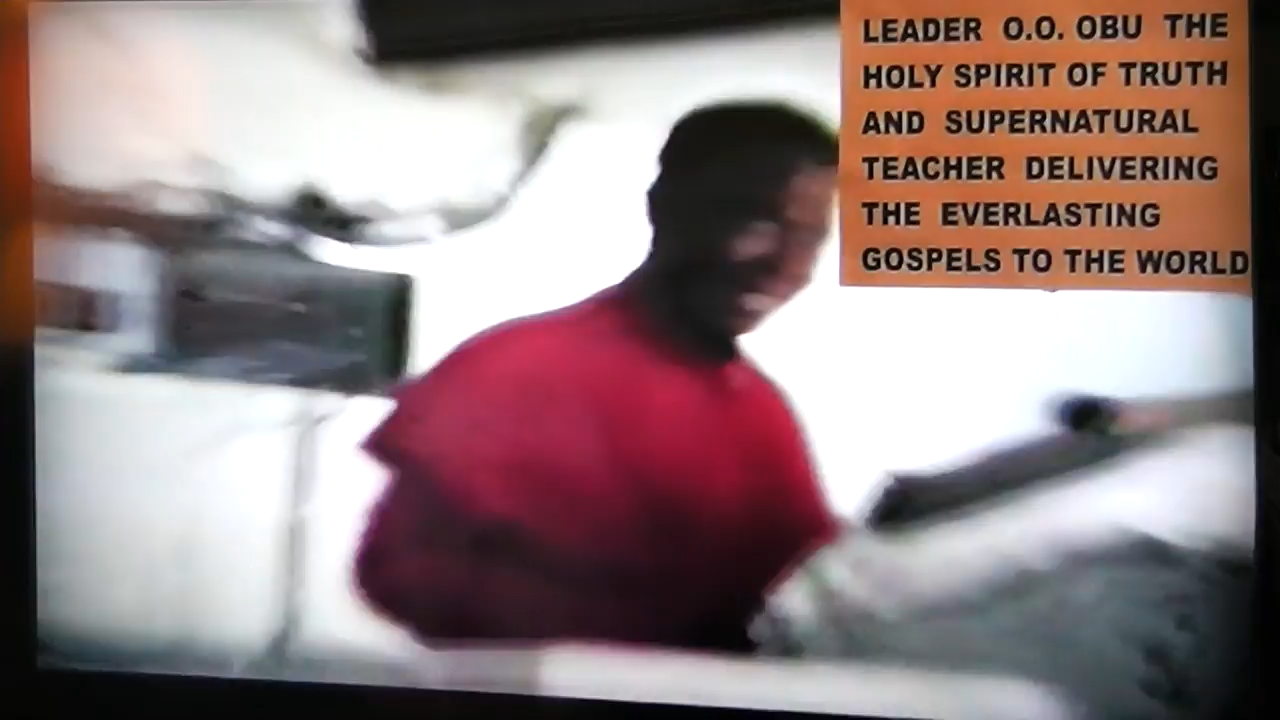 LEADER O.O. OBU THE
HOLY SPIRIT OF TRUTH
AND SUPERNATURAL
TEACHER DELIVERING
THE EVERLASTING
GOSPELS TO THE WORLD